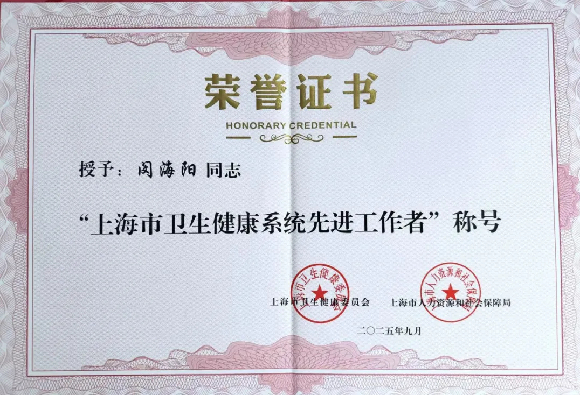 荣誉证书
HONORARY CREDENTIAL
授予：闵海阳 同志
“上海市卫生健康系统先进工作者”称号
上海市卫生健康委员会 上海市人力资源和社会保障局
二〇二五年九月